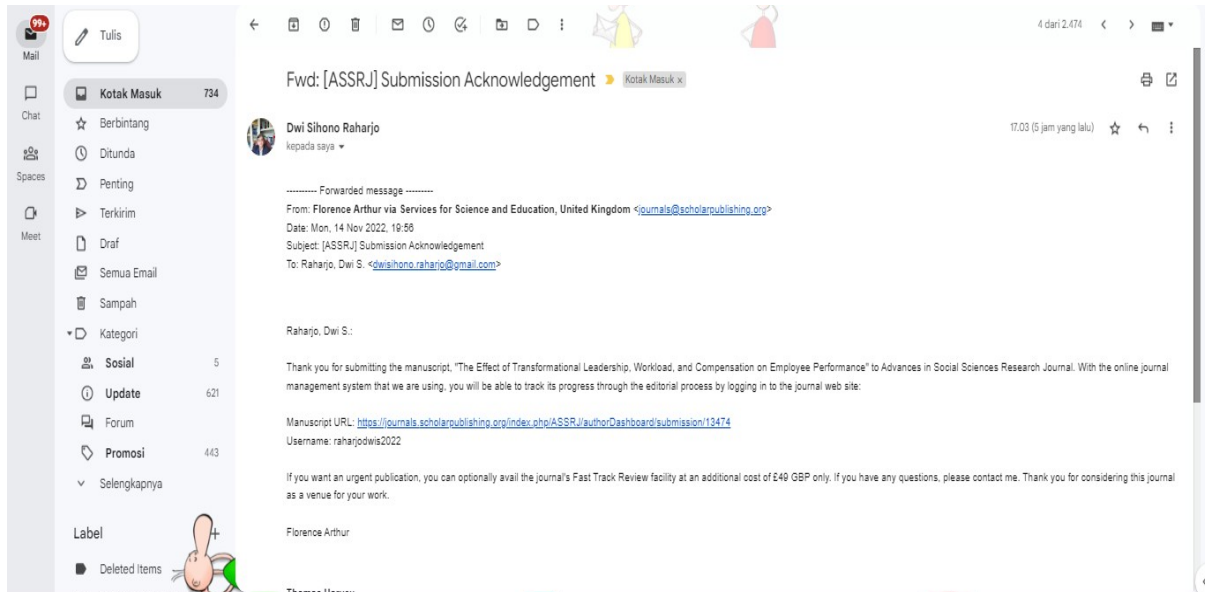 99+
Mail
Chat
Spaces
Meet
Tulis
Kotak Masuk 734
Berbintang
Ditunda
Penting
Terkirim
Draf
Semua Email
Sampah
Kategori
Sosial 5
Update 621
Forum
Promosi 443
Selengkapnya
Label +
Deleted Items
4 dari 2.474
Fwd: [ASSRJ] Submission Acknowledgement Kotak Masuk x
Dwi Sihono Raharjo 17.03 (5 jam yang lalu)
kepada saya
---------- Forwarded message ---------
From: Florence Arthur via Services for Science and Education, United Kingdom <journals@scholarpublishing.org>
Date: Mon, 14 Nov 2022, 19:56
Subject: [ASSRJ] Submission Acknowledgement
To: Raharjo, Dwi S. <dwisihono.raharjo@gmail.com>
Raharjo, Dwi S.:
Thank you for submitting the manuscript, "The Effect of Transformational Leadership, Workload, and Compensation on Employee Performance" to Advances in Social Sciences Research Journal. With the online journal
management system that we are using, you will be able to track its progress through the editorial process by logging in to the journal web site:
Manuscript URL: https://journals.scholarpublishing.org/index.php/ASSRJ/authorDashboard/submission/13474
Username: raharjodwis2022
If you want an urgent publication, you can optionally avail the journal's Fast Track Review facility at an additional cost of £49 GBP only. If you have any questions, please contact me. Thank you for considering this journal
as a venue for your work.
Florence Arthur